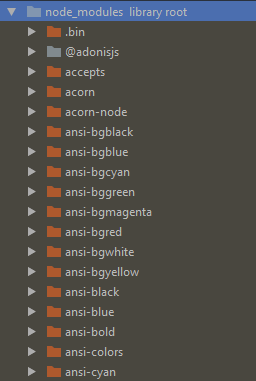 node_modules library root
.bin
@adonisjs
accepts
acorn
acorn-node
ansi-bgblack
ansi-bgblue
ansi-bgcyan
ansi-bggreen
ansi-bgmagenta
ansi-bgred
ansi-bgwhite
ansi-bgyellow
ansi-black
ansi-blue
ansi-bold
ansi-colors
ansi-cyan